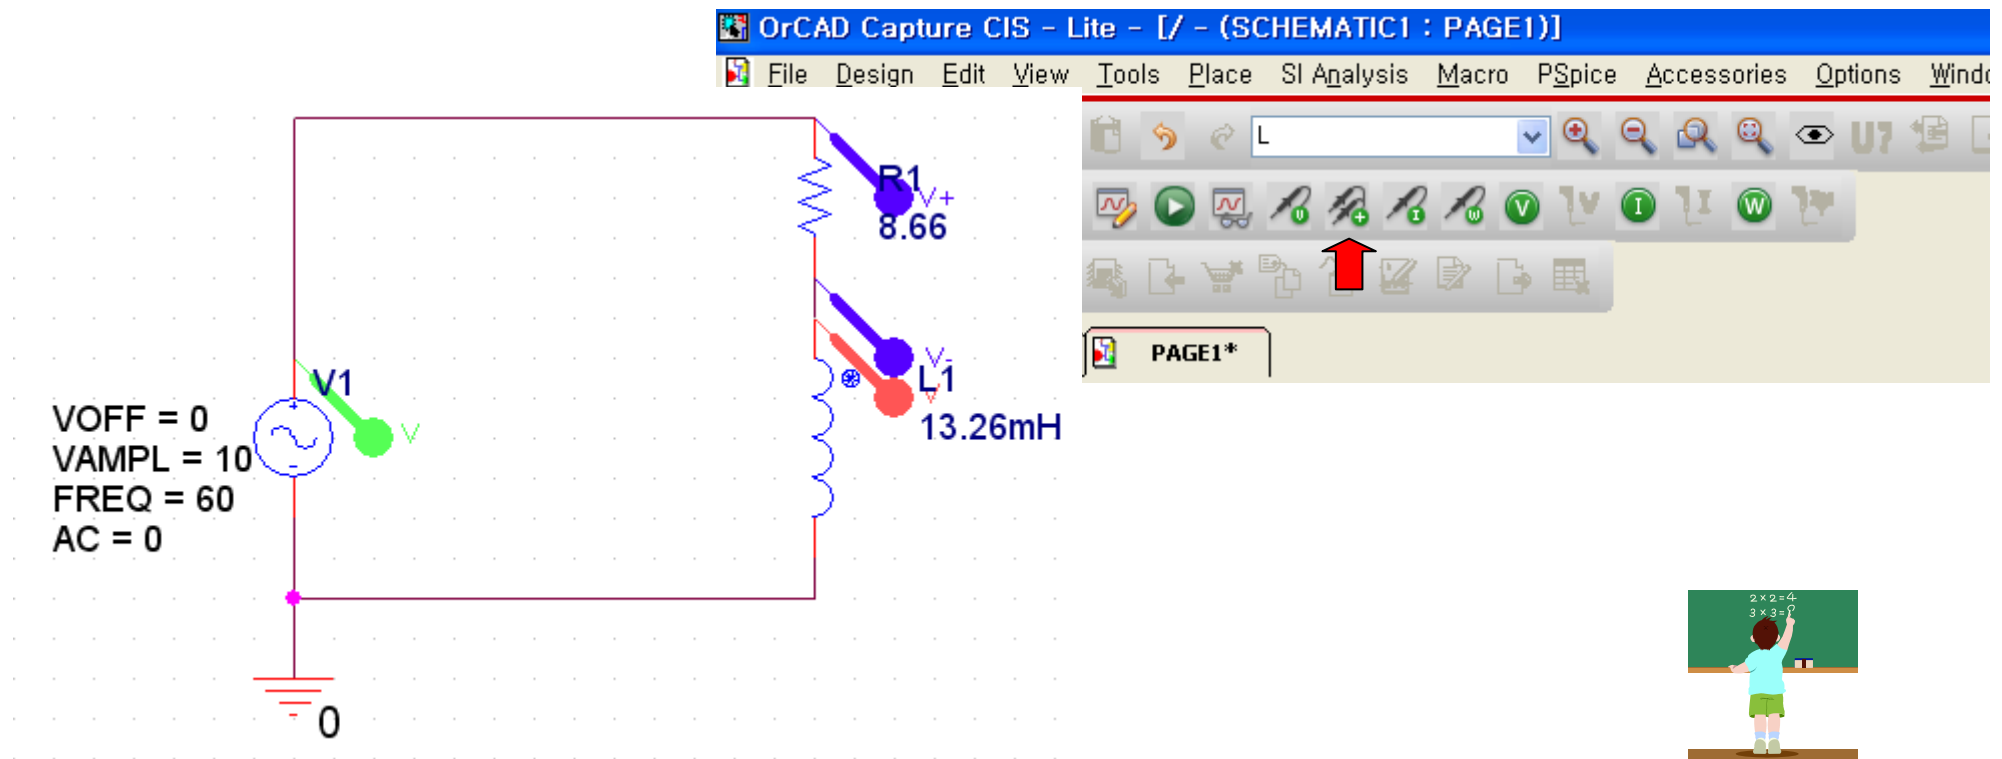 OrCAD Capture CIS - Lite - [/ - (SCHEMATIC1 : PAGE1)]
File Design Edit View Tools Place SI Analysis Macro PSpice Accessories Options Windo
L
U?
PAGE1*
R1
V+
8.66
V-
L1
V
13.26mH
V1
V
VOFF = 0
VAMPL = 10
FREQ = 60
AC = 0
0
2×2=4
3×3=